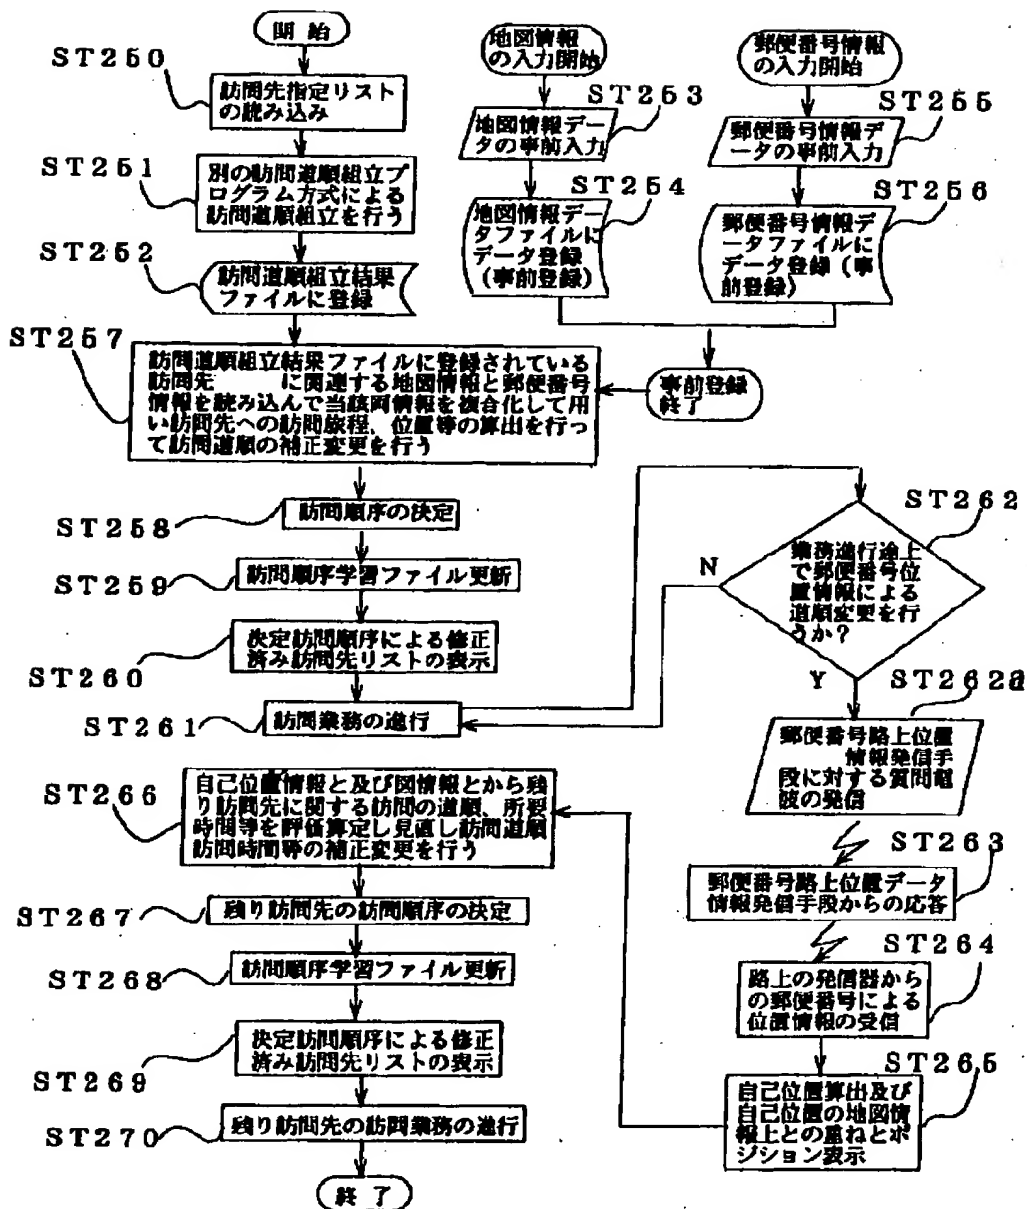 開始
ST250
訪問先指定リスト
の読み込み
ST251
別の訪問道順組立プ
ログラム方式による
訪問道順組立を行う
ST252
訪問道順組立結果
ファイルに登録
地図情報
の入力開始
ST253
地図情報デー
タの事前入力
ST254
地図情報デー
タファイルに
データ登録
(事前登録)
郵便番号情報
の入力開始
ST255
郵便番号情報デ
ータの事前入力
ST256
郵便番号情報デ
ータファイルに
データ登録(事
前登録)
事前登録
終了
ST257
訪問道順組立結果ファイルに登録されている
訪問先 に関連する地図情報と郵便番号
情報を読み込んで当該両情報を複合化して用
い訪問先への訪問旅程、位置等の算出を行っ
て訪問道順の補正変更を行う
ST258
訪問順序の決定
ST259
訪問順序学習ファイル更新
ST260
決定訪問順序による修正
済み訪問先リストの表示
ST261
訪問業務の進行
ST262
業務進行途上
で郵便番号位
置情報による
道順変更を行
うか?
N
Y
ST262a
郵便番号路上位置
情報発信手
段に対する質問電
波の発信
ST263
郵便番号路上位置データ
情報発信手段からの応答
ST264
路上の発信器から
の郵便番号による
位置情報の受信
ST265
自己位置算出及び
自己位置の地図情
報上との重ねとポ
ジション表示
ST266
自己位置情報と及び図情報とから残
り訪問先に関する訪問の道順、所要
時間等を評価算定し見直し訪問道順
訪問時間等の補正変更を行う
ST267
残り訪問先の訪問順序の決定
ST268
訪問順序学習ファイル更新
ST269
決定訪問順序による修正
済み訪問先リストの表示
ST270
残り訪問先の訪問業務の進行
終了